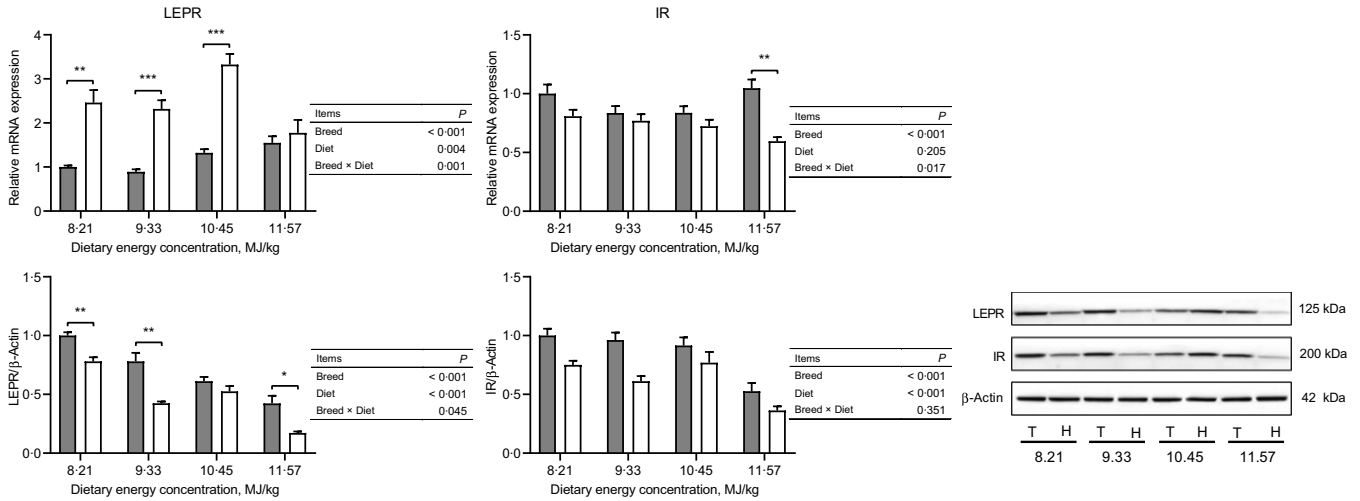 LEPR
Relative mRNA expression
4
3
2
1
0
**
***
***
8·21 9·33 10·45 11·57
Dietary energy concentration, MJ/kg
Items P
Breed < 0·001
Diet 0·004
Breed × Diet 0·001
IR
Relative mRNA expression
1·5
1·0
0·5
0·0
**
8·21 9·33 10·45 11·57
Dietary energy concentration, MJ/kg
Items P
Breed < 0·001
Diet 0·205
Breed × Diet 0·017
LEPR/β-Actin
1·5
1·0
0·5
0·0
**
**
*
8·21 9·33 10·45 11·57
Dietary energy concentration, MJ/kg
Items P
Breed < 0·001
Diet < 0·001
Breed × Diet 0·045
IR/β-Actin
1·5
1·0
0·5
0·0
8·21 9·33 10·45 11·57
Dietary energy concentration, MJ/kg
Items P
Breed < 0·001
Diet < 0·001
Breed × Diet 0·351
LEPR 125 kDa
IR 200 kDa
β-Actin 42 kDa
T H T H T H T H
8.21 9.33 10.45 11.57